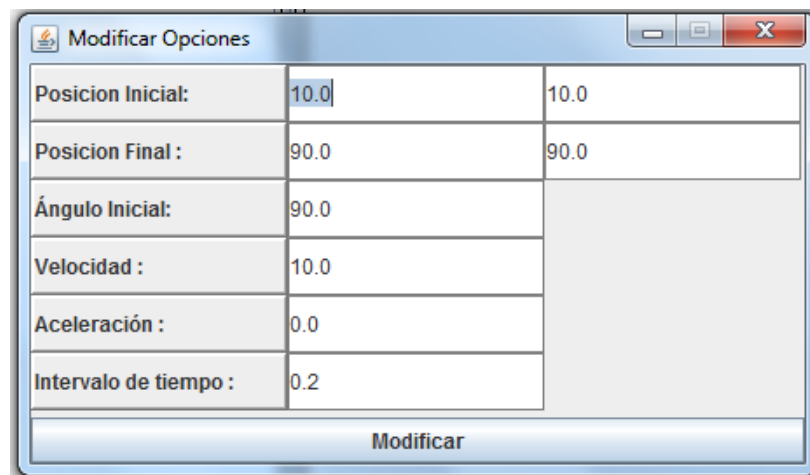 Modificar Opciones
Posicion Inicial: 10.0 10.0
Posicion Final : 90.0 90.0
Ángulo Inicial: 90.0
Velocidad : 10.0
Aceleración : 0.0
Intervalo de tiempo : 0.2
Modificar